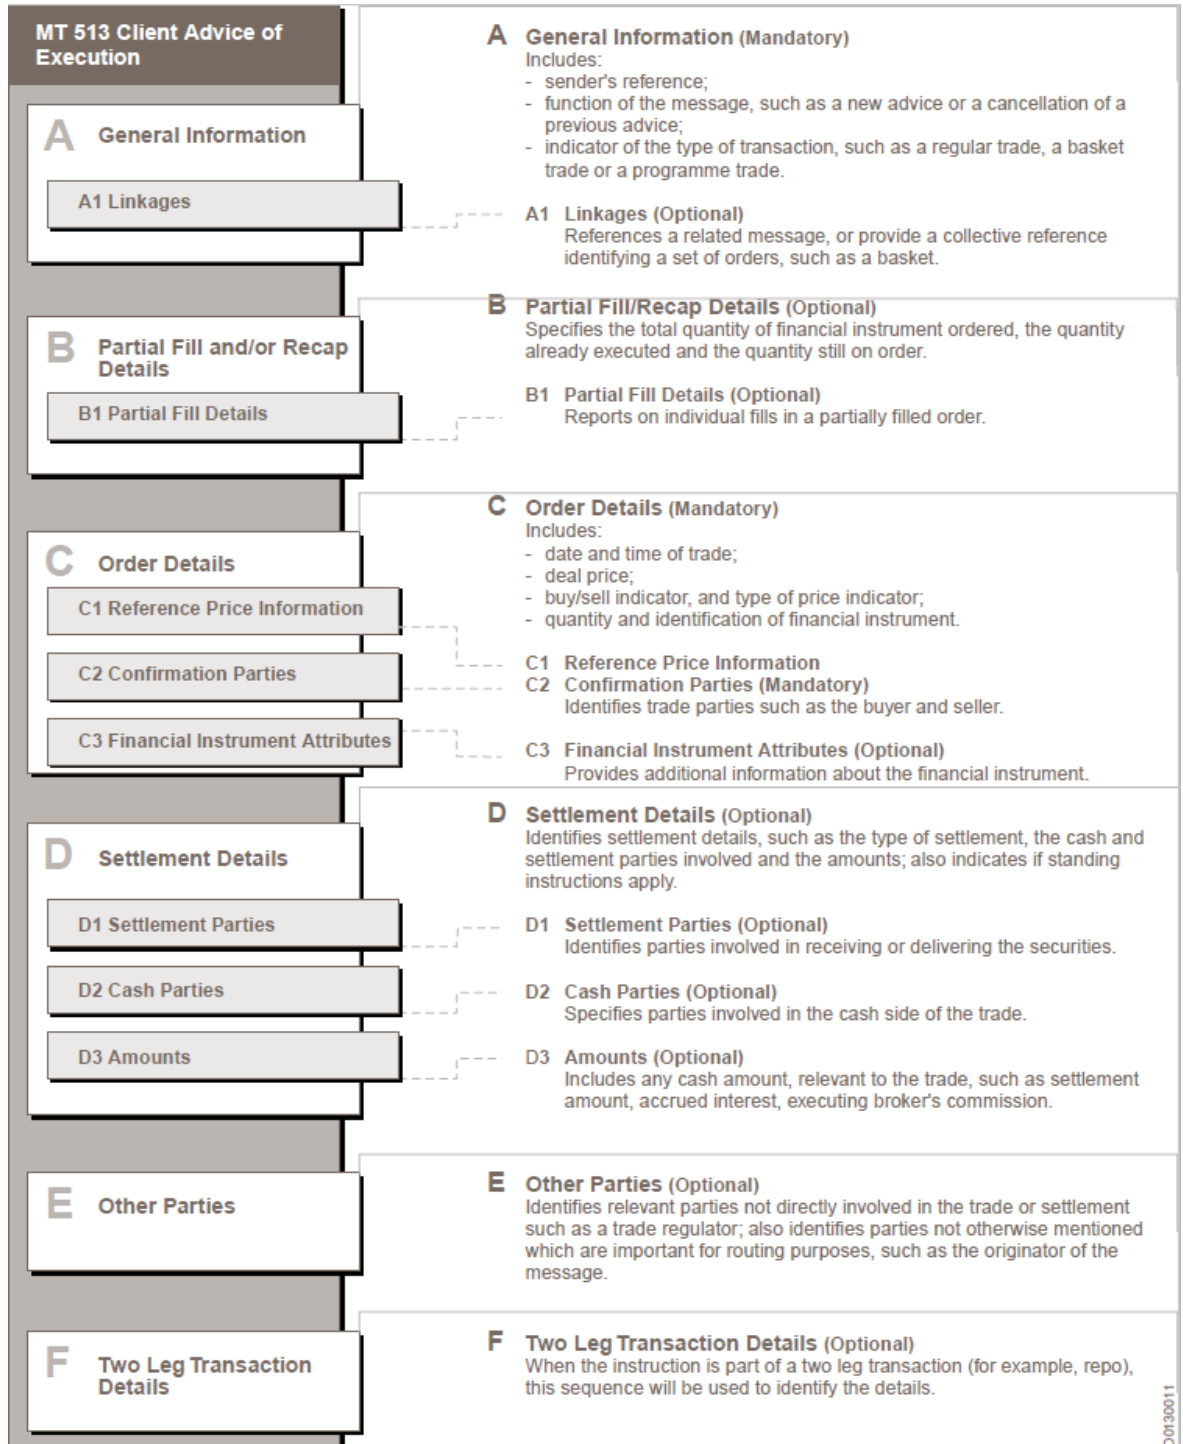 MT 513 Client Advice of
Execution
A General Information
A1 Linkages
B Partial Fill and/or Recap
Details
B1 Partial Fill Details
C Order Details
C1 Reference Price Information
C2 Confirmation Parties
C3 Financial Instrument Attributes
D Settlement Details
D1 Settlement Parties
D2 Cash Parties
D3 Amounts
E Other Parties
F Two Leg Transaction
Details
A General Information (Mandatory)
Includes:
- sender's reference;
- function of the message, such as a new advice or a cancellation of a
previous advice;
- indicator of the type of transaction, such as a regular trade, a basket
trade or a programme trade.
A1 Linkages (Optional)
References a related message, or provide a collective reference
identifying a set of orders, such as a basket.
B Partial Fill/Recap Details (Optional)
Specifies the total quantity of financial instrument ordered, the quantity
already executed and the quantity still on order.
B1 Partial Fill Details (Optional)
Reports on individual fills in a partially filled order.
C Order Details (Mandatory)
Includes:
- date and time of trade;
- deal price;
- buy/sell indicator, and type of price indicator;
- quantity and identification of financial instrument.
C1 Reference Price Information
C2 Confirmation Parties (Mandatory)
Identifies trade parties such as the buyer and seller.
C3 Financial Instrument Attributes (Optional)
Provides additional information about the financial instrument.
D Settlement Details (Optional)
Identifies settlement details, such as the type of settlement, the cash and
settlement parties involved and the amounts; also indicates if standing
instructions apply.
D1 Settlement Parties (Optional)
Identifies parties involved in receiving or delivering the securities.
D2 Cash Parties (Optional)
Specifies parties involved in the cash side of the trade.
D3 Amounts (Optional)
Includes any cash amount, relevant to the trade, such as settlement
amount, accrued interest, executing broker's commission.
E Other Parties (Optional)
Identifies relevant parties not directly involved in the trade or settlement
such as a trade regulator; also identifies parties not otherwise mentioned
which are important for routing purposes, such as the originator of the
message.
F Two Leg Transaction Details (Optional)
When the instruction is part of a two leg transaction (for example, repo),
this sequence will be used to identify the details.
D0130011